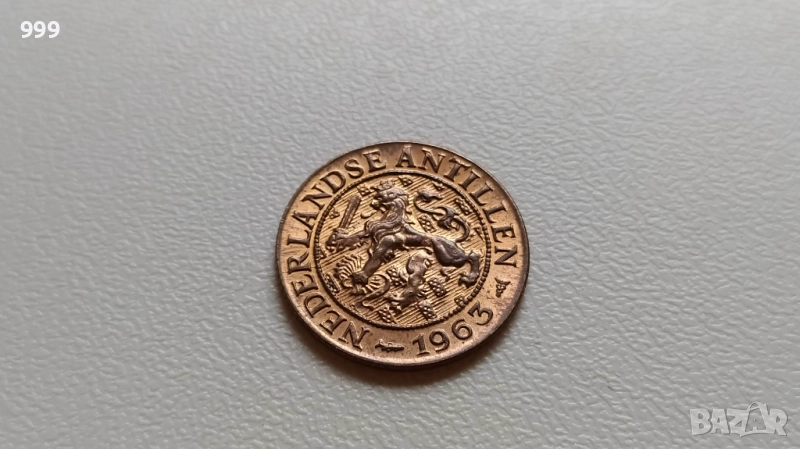 999
NEDERLANDSE ANTILLEN
1963
BAZAR